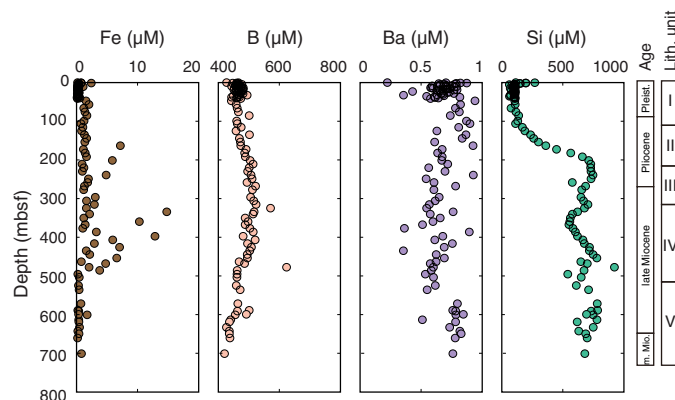 Fe (µM) B (µM) Ba (µM) Si (µM) Age Lith. unit
0 10 20 400 600 800 0 0.5 1 0 500 1000
Depth (mbsf)
0
100
200
300
400
500
600
700
800
Pleist.
Pliocene
late Miocene
m. Mio.
I
II
III
IV
V